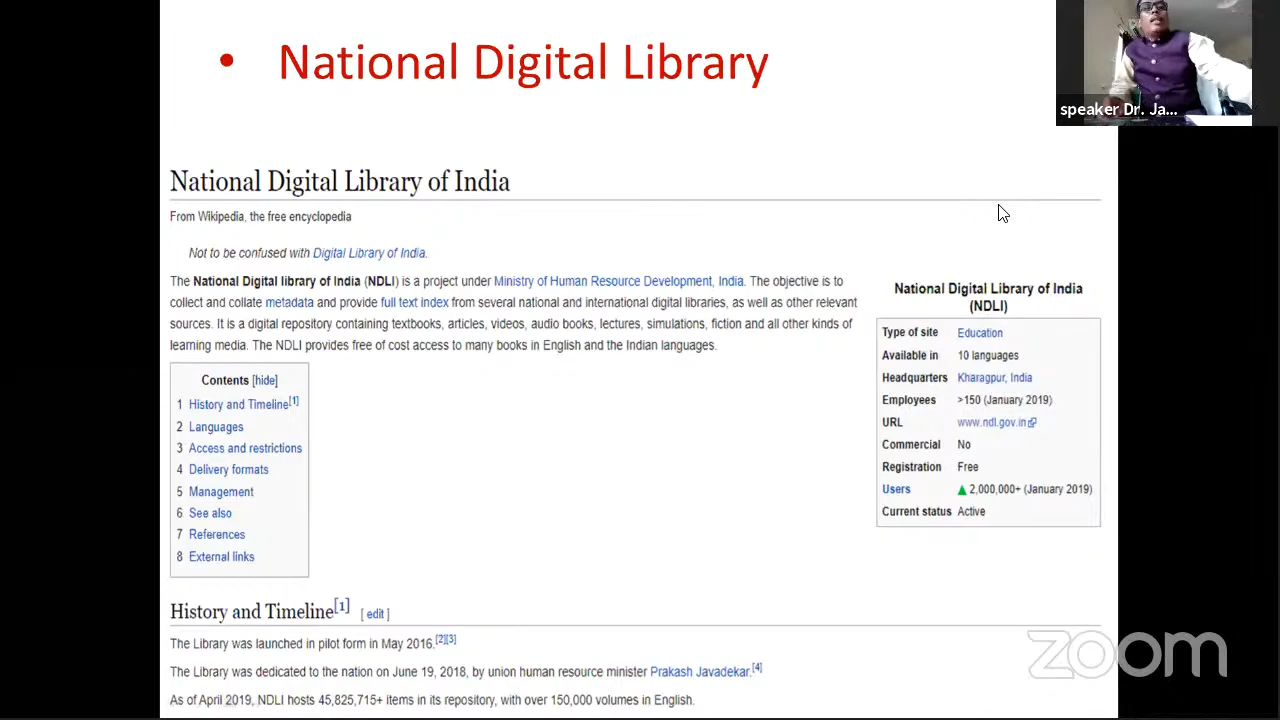 • National Digital Library
speaker Dr. Ja...
National Digital Library of India
From Wikipedia, the free encyclopedia
Not to be confused with Digital Library of India.
The National Digital library of India (NDLI) is a project under Ministry of Human Resource Development, India. The objective is to
collect and collate metadata and provide full text index from several national and international digital libraries, as well as other relevant
sources. It is a digital repository containing textbooks, articles, videos, audio books, lectures, simulations, fiction and all other kinds of
learning media. The NDLI provides free of cost access to many books in English and the Indian languages.
National Digital Library of India
(NDLI)
Type of site Education
Available in 10 languages
Headquarters Kharagpur, India
Employees >150 (January 2019)
URL www.ndl.gov.in
Commercial No
Registration Free
Users ▲ 2,000,000+ (January 2019)
Current status Active
Contents [hide]
1 History and Timeline[1]
2 Languages
3 Access and restrictions
4 Delivery formats
5 Management
6 See also
7 References
8 External links
History and Timeline[1] [ edit ]
The Library was launched in pilot form in May 2016.[2][3]
The Library was dedicated to the nation on June 19, 2018, by union human resource minister Prakash Javadekar.[4]
As of April 2019, NDLI hosts 45,825,715+ items in its repository, with over 150,000 volumes in English.
zoom